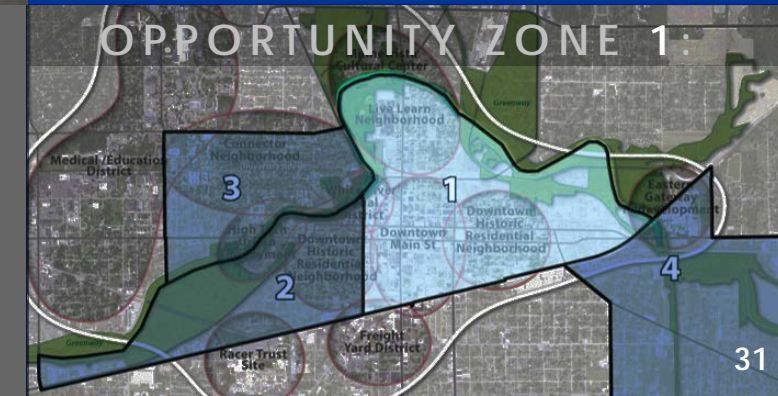 OPPORTUNITY ZONE 1:
Cultural Center
Live Learn
Neighborhood
Greenway
Connector
Neighborhood
Medical/Education
District
3
1
Eastern
Gateway
Development
District
Downtown
Main St
Downtown
Historic
Residential
Neighborhood
High
Downtown
Historic
Residential
Neighborhood
2
4
Greenway
Racer Trust
Site
Freight
Yard District
31